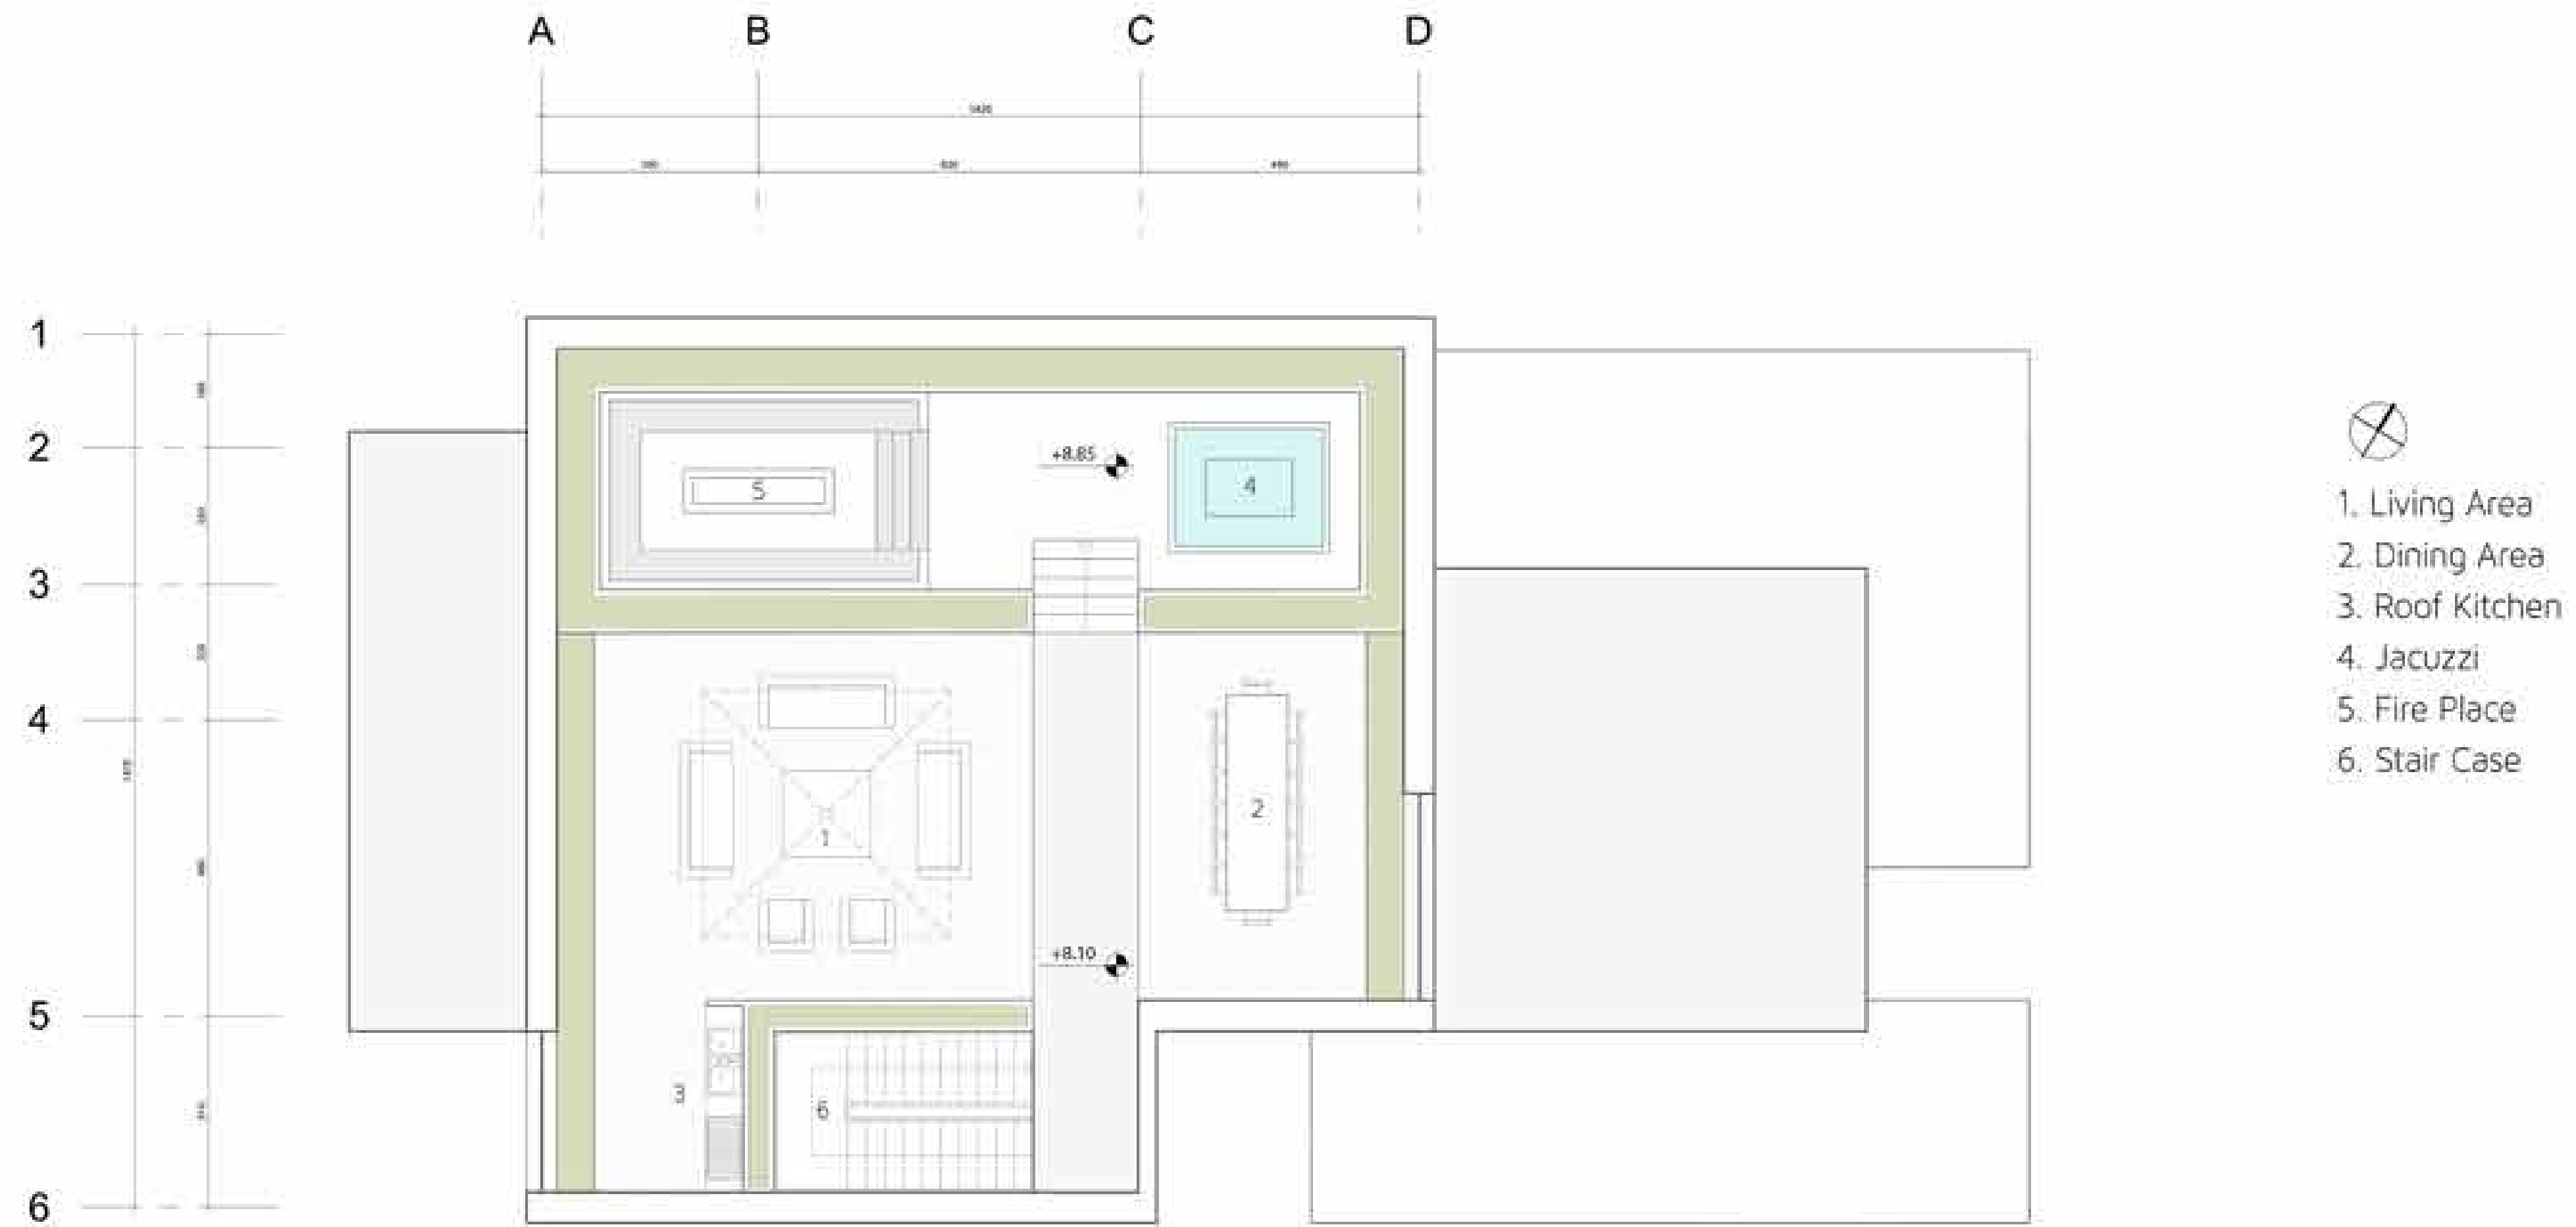 A B C D
1
2
3
4
5
6
+8.85
5
4
1
2
+8.10
3
6
1. Living Area
2. Dining Area
3. Roof Kitchen
4. Jacuzzi
5. Fire Place
6. Stair Case